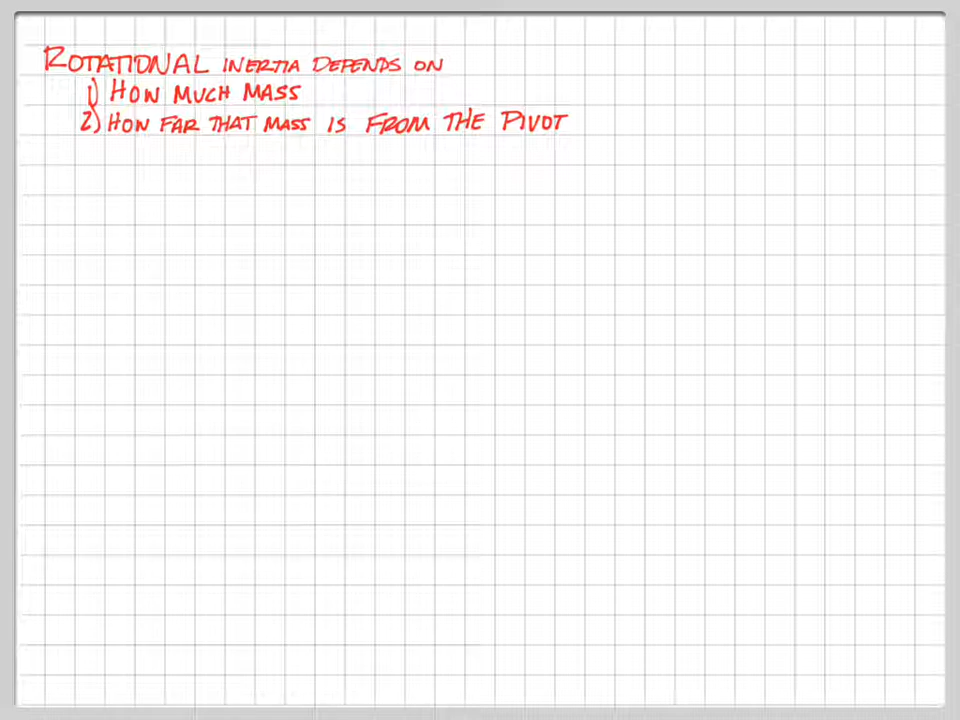 ROTATIONAL INERTIA DEPENDS ON
1) HOW MUCH MASS
2) HOW FAR THAT MASS IS FROM THE PIVOT